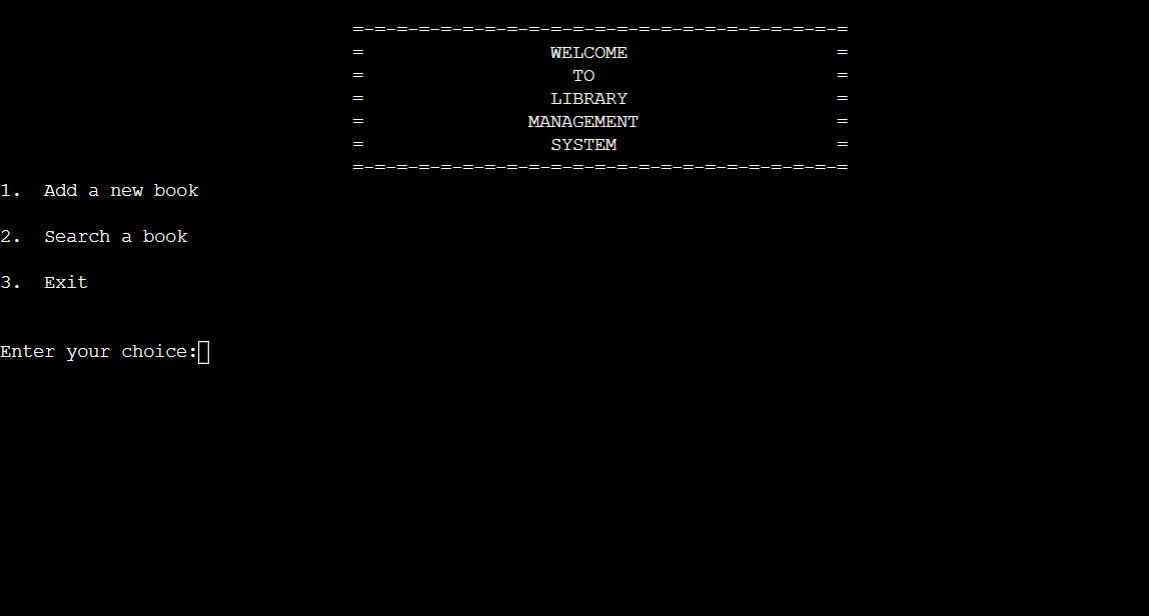 =-=-=-=-=-=-=-=-=-=-=-=-=-=-=-=-=-=-=-=-=-=-=
= WELCOME =
= TO =
= LIBRARY =
= MANAGEMENT =
= SYSTEM =
=-=-=-=-=-=-=-=-=-=-=-=-=-=-=-=-=-=-=-=-=-=-=
1. Add a new book
2. Search a book
3. Exit
Enter your choice: